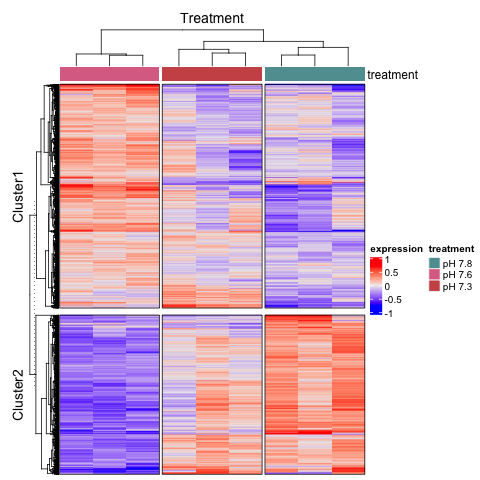 Treatment
treatment
Cluster1
expression treatment
1 pH 7.8
0.5 pH 7.6
0 pH 7.3
-0.5
-1
Cluster2